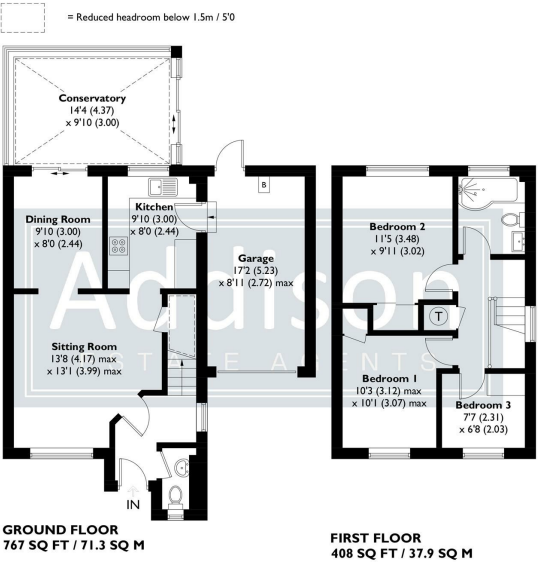 = Reduced headroom below 1.5m / 5'0
Conservatory
14'4 (4.37)
x 9'10 (3.00)
Dining Room
9'10 (3.00)
x 8'0 (2.44)
Kitchen
9'10 (3.00)
x 8'0 (2.44)
B
Garage
17'2 (5.23)
x 8'11 (2.72) max
Sitting Room
13'8 (4.17) max
x 13'1 (3.99) max
IN
Bedroom 2
11'5 (3.48)
x 9'11 (3.02)
T
Bedroom 1
10'3 (3.12) max
x 10'1 (3.07) max
Bedroom 3
7'7 (2.31)
x 6'8 (2.03)
Addison
ESTATE AGENTS
GROUND FLOOR
767 SQ FT / 71.3 SQ M
FIRST FLOOR
408 SQ FT / 37.9 SQ M